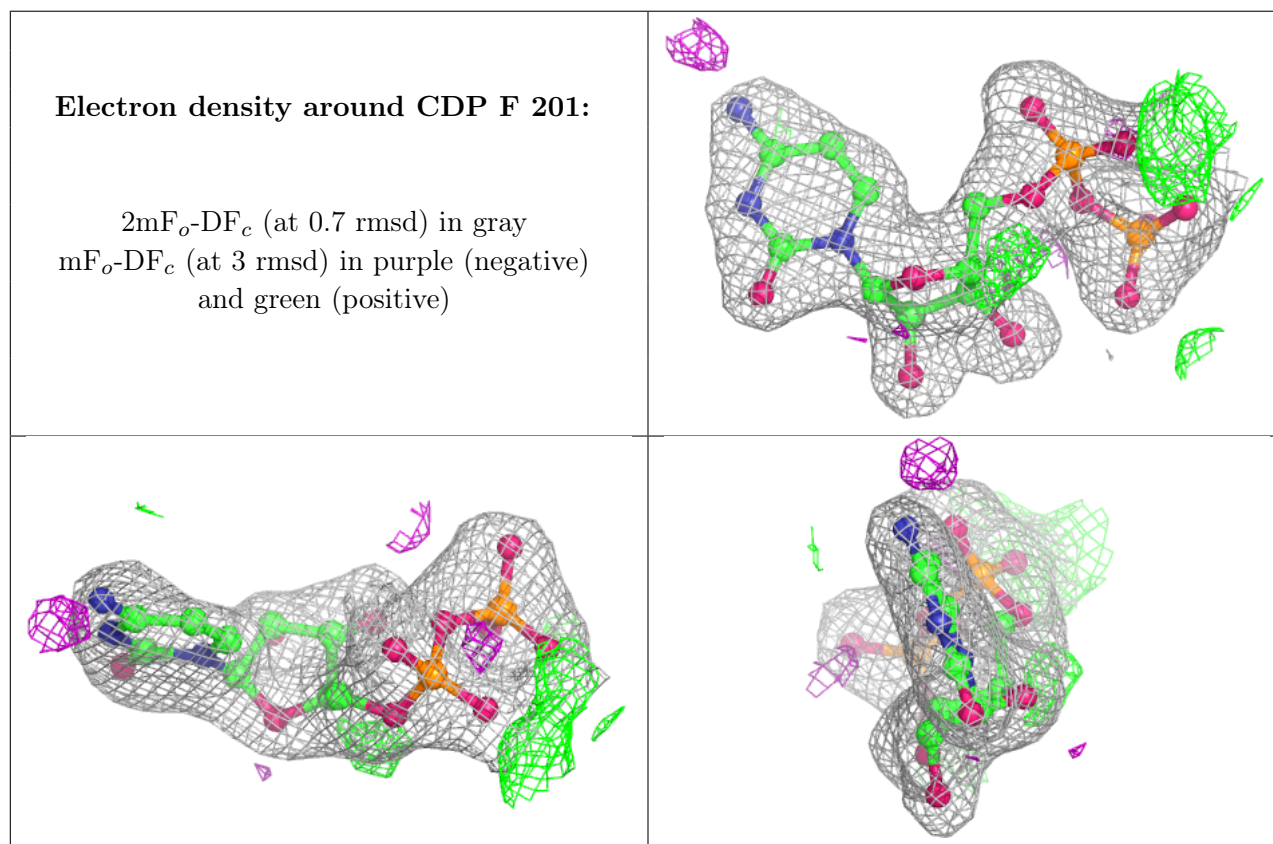 Electron density around CDP F 201:
2mFo-DFc (at 0.7 rmsd) in gray
mFo-DFc (at 3 rmsd) in purple (negative)
and green (positive)